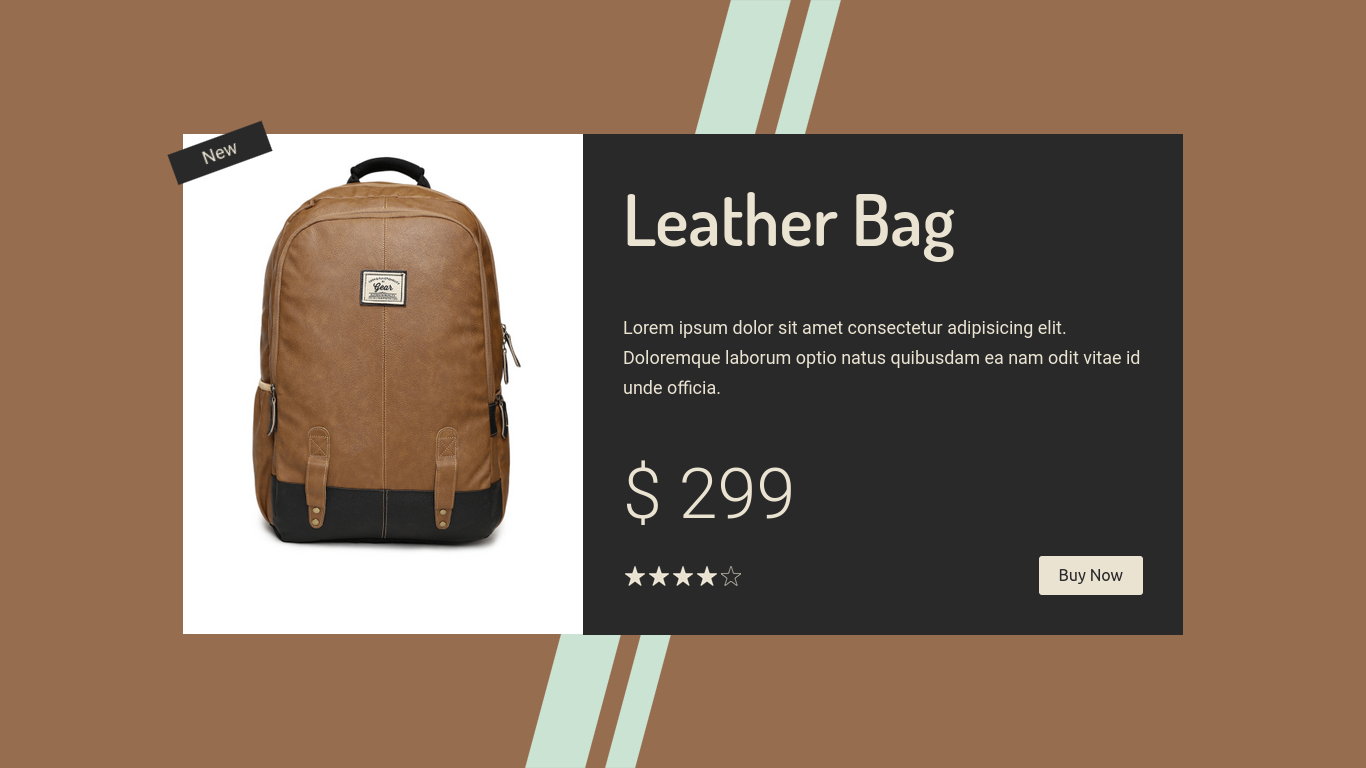 New
Gear
Leather Bag
Lorem ipsum dolor sit amet consectetur adipisicing elit.
Doloremque laborum optio natus quibusdam ea nam odit vitae id
unde officia.
$ 299
★★★★☆
Buy Now